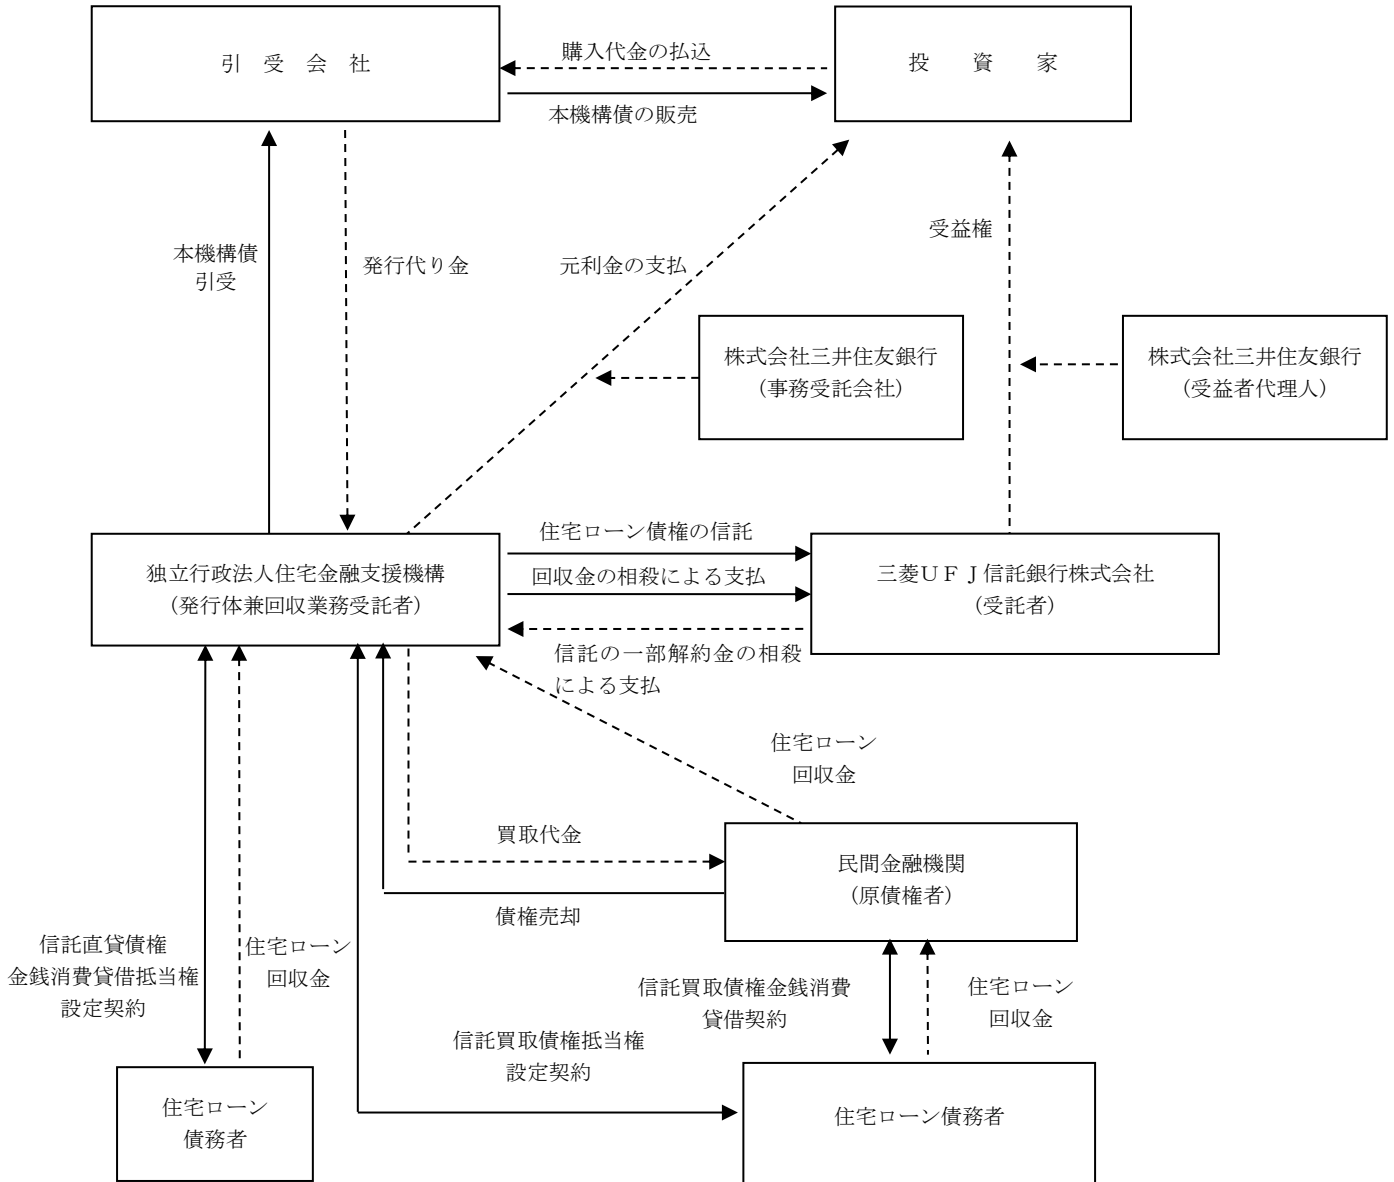 引　受　会　社
購入代金の払込
投　　資　　家
本機構債の販売
本機構債
引受
発行代り金
元利金の支払
受益権
株式会社三井住友銀行
（事務受託会社）
株式会社三井住友銀行
（受益者代理人）
独立行政法人住宅金融支援機構
（発行体兼回収業務受託者）
住宅ローン債権の信託
回収金の相殺による支払
信託の一部解約金の相殺
による支払
三菱ＵＦＪ信託銀行株式会社
（受託者）
住宅ローン
回収金
買取代金
債権売却
民間金融機関
（原債権者）
信託直貸債権
金銭消費貸借抵当権
設定契約
住宅ローン
回収金
信託買取債権金銭消費
貸借契約
住宅ローン
回収金
信託買取債権抵当権
設定契約
住宅ローン
債務者
住宅ローン債務者